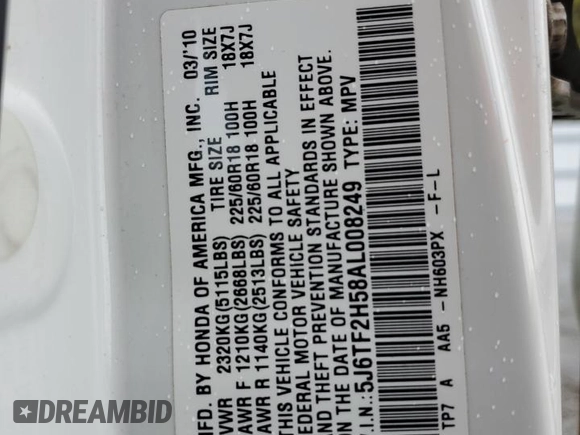 MFD. BY HONDA OF AMERICA MFG., INC. 03/'10
VWR 2320KG(5115LBS) TIRE SIZE RIM SIZE
AWR F 1210KG(2668LBS) 225/60R18 100H 18X7J
AWR R 1140KG(2513LBS) 225/60R18 100H 18X7J
THIS VEHICLE CONFORMS TO ALL APPLICABLE
FEDERAL MOTOR VEHICLE SAFETY
AND THEFT PREVENTION STANDARDS IN EFFECT
ON THE DATE OF MANUFACTURE SHOWN ABOVE.
V.I.N.: 5J6TF2H58AL008249 TYPE: MPV
TP7 A AA5 -NH603PX -F-L
DREAMBID